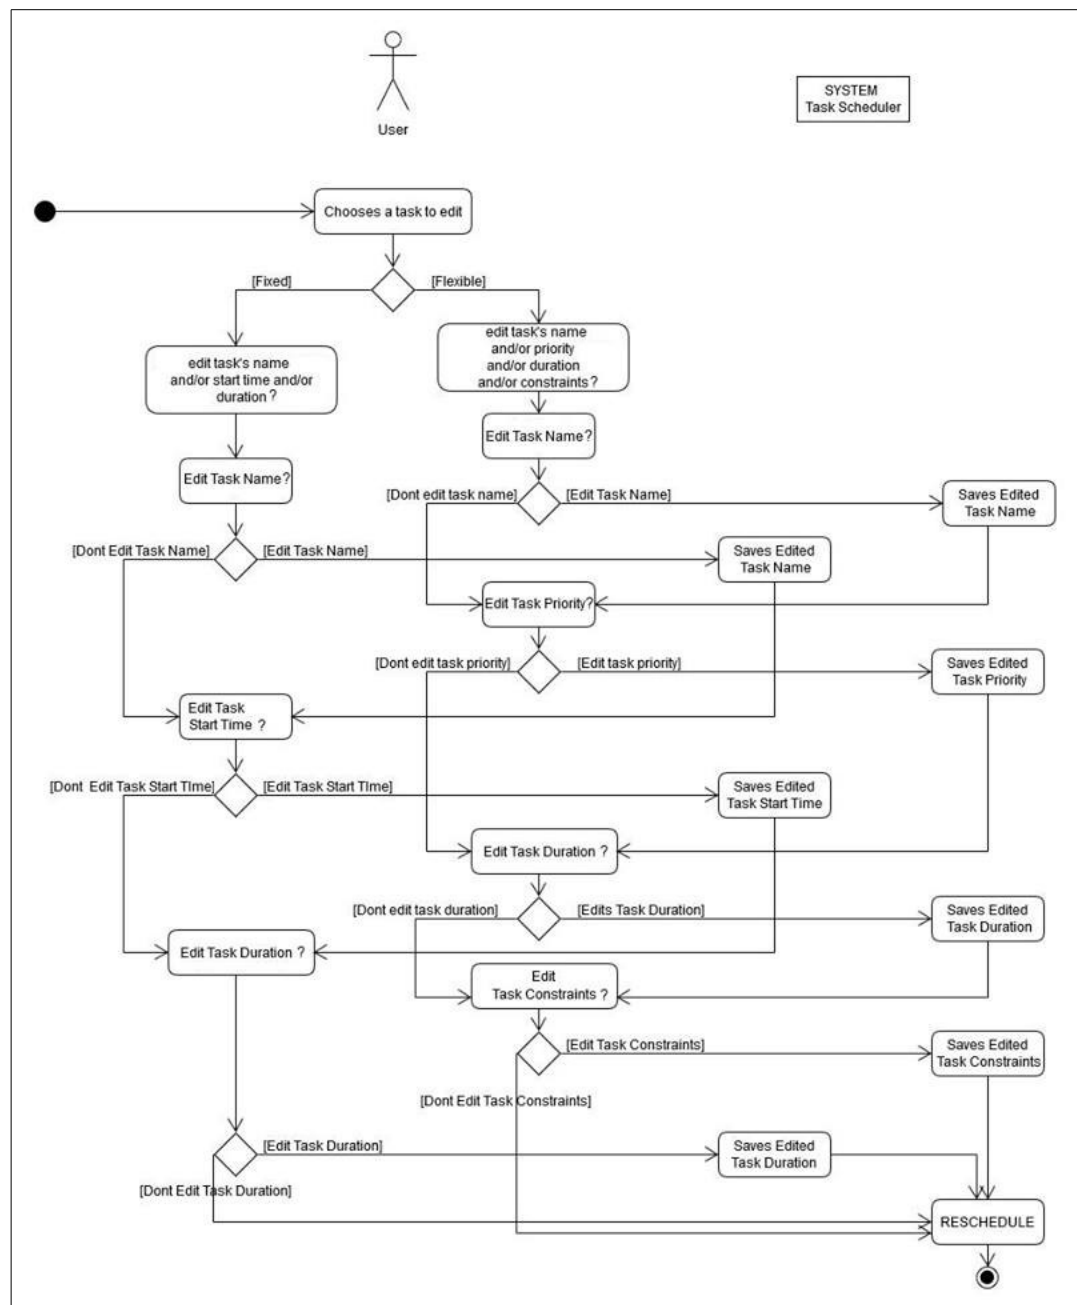 User
SYSTEM
Task Scheduler
Chooses a task to edit
[Fixed]
[Flexible]
edit task's name
and/or start time and/or
duration ?
edit task's name
and/or priority
and/or duration
and/or constraints ?
Edit Task Name?
Edit Task Name?
[Dont edit task name]
[Edit Task Name]
Saves Edited
Task Name
[Dont Edit Task Name]
[Edit Task Name]
Saves Edited
Task Name
Edit Task Priority?
[Dont edit task priority]
[Edit task priority]
Saves Edited
Task Priority
Edit Task
Start Time ?
[Dont Edit Task Start TIme]
[Edit Task Start TIme]
Saves Edited
Task Start Time
Edit Task Duration ?
[Dont edit task duration]
[Edits Task Duration]
Saves Edited
Task Duration
Edit Task Duration ?
Edit
Task Constraints ?
[Edit Task Constraints]
Saves Edited
Task Constraints
[Dont Edit Task Constraints]
[Edit Task Duration]
Saves Edited
Task Duration
[Dont Edit Task Duration]
RESCHEDULE